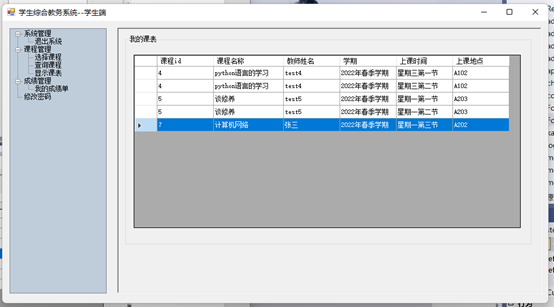 学生综合教务系统--学生端
系统管理
退出系统
课程管理
选择课程
查询课程
显示课表
成绩管理
我的成绩单
修改密码
我的课表
课程id 课程名称 教师姓名 学期 上课时间 上课地点
4 python语言的学习 test4 2022年春季学期 星期三第一节 A102
4 python语言的学习 test4 2022年春季学期 星期三第二节 A102
5 谈修养 test5 2022年春季学期 星期一第一节 A203
5 谈修养 test5 2022年春季学期 星期一第二节 A203
7 计算机网络 张三 2022年春季学期 星期一第三节 A202